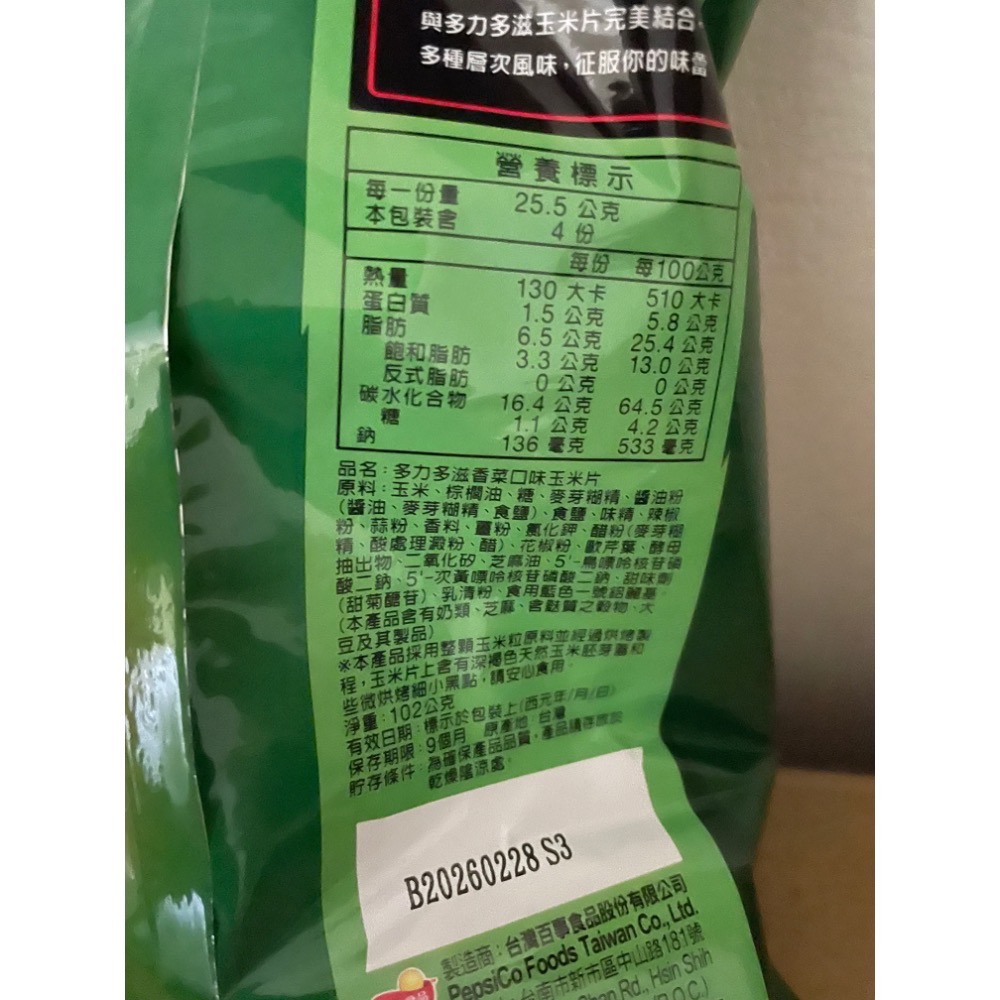 與多力多滋玉米片完美結合，
多種層次風味，征服你的味蕾
營養標示
每一份量 25.5 公克
本包裝含 4 份
每份 每100公克
熱量 130 大卡 510 大卡
蛋白質 1.5 公克 5.8 公克
脂肪 6.5 公克 25.4 公克
飽和脂肪 3.3 公克 13.0 公克
反式脂肪 0 公克 0 公克
碳水化合物 16.4 公克 64.5 公克
糖 1.1 公克 4.2 公克
鈉 136 毫克 533 毫克
品名：多力多滋香菜口味玉米片
原料：玉米、棕櫚油、糖、麥芽糊精、醬油粉
（醬油、麥芽糊精、食鹽）、食鹽、味精、辣椒
粉、蒜粉、香料、薑粉、氯化鉀、醋粉（麥芽糊
精、酸處理澱粉、醋）、花椒粉、歐芹葉、酵母
抽出物、二氧化矽、芝麻油、5'-鳥嘌呤核苷磷
酸二鈉、5'-次黃嘌呤核苷磷酸二鈉、甜味劑
（甜菊醣苷）、乳清粉、食用藍色一號鋁麗基。
（本產品含有奶類、芝麻、含麩質之穀物、大
豆及其製品）
※本產品採用整顆玉米粒原料並經過烘烤製
程，玉米片上含有深褐色天然玉米胚芽層和
些微烘烤細小黑點，請安心食用。
淨重：102公克
有效日期：標示於包裝上（西元年/月/日）
保存期限：9個月 原產地：台灣
貯存條件：為確保產品品質，產品請存放於
乾燥陰涼處。
B20260228 S3
製造商：台灣百事食品股份有限公司
PepsiCo Foods Taiwan Co., Ltd.
台南市新市區中山路181號
Shan Rd., Hsin Shih